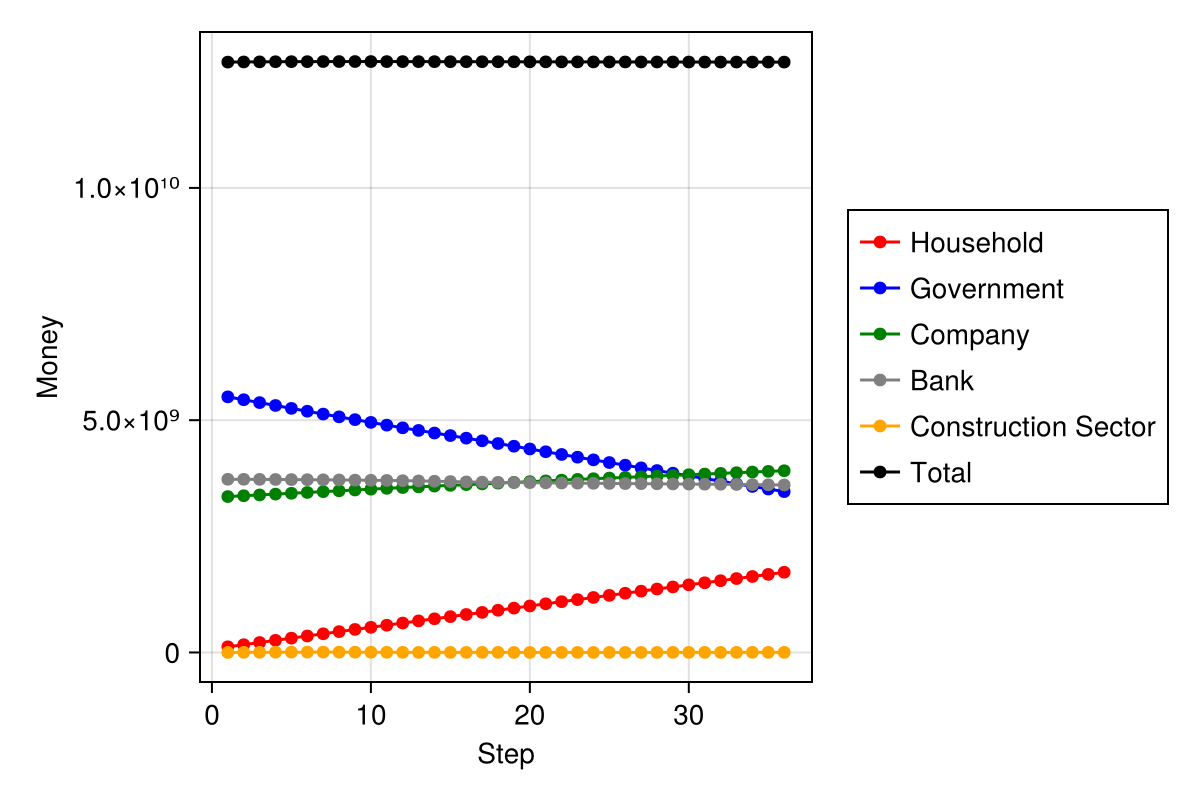 1.0×10¹⁰
5.0×10⁹
0
0 10 20 30
Money
Step
Household
Government
Company
Bank
Construction Sector
Total